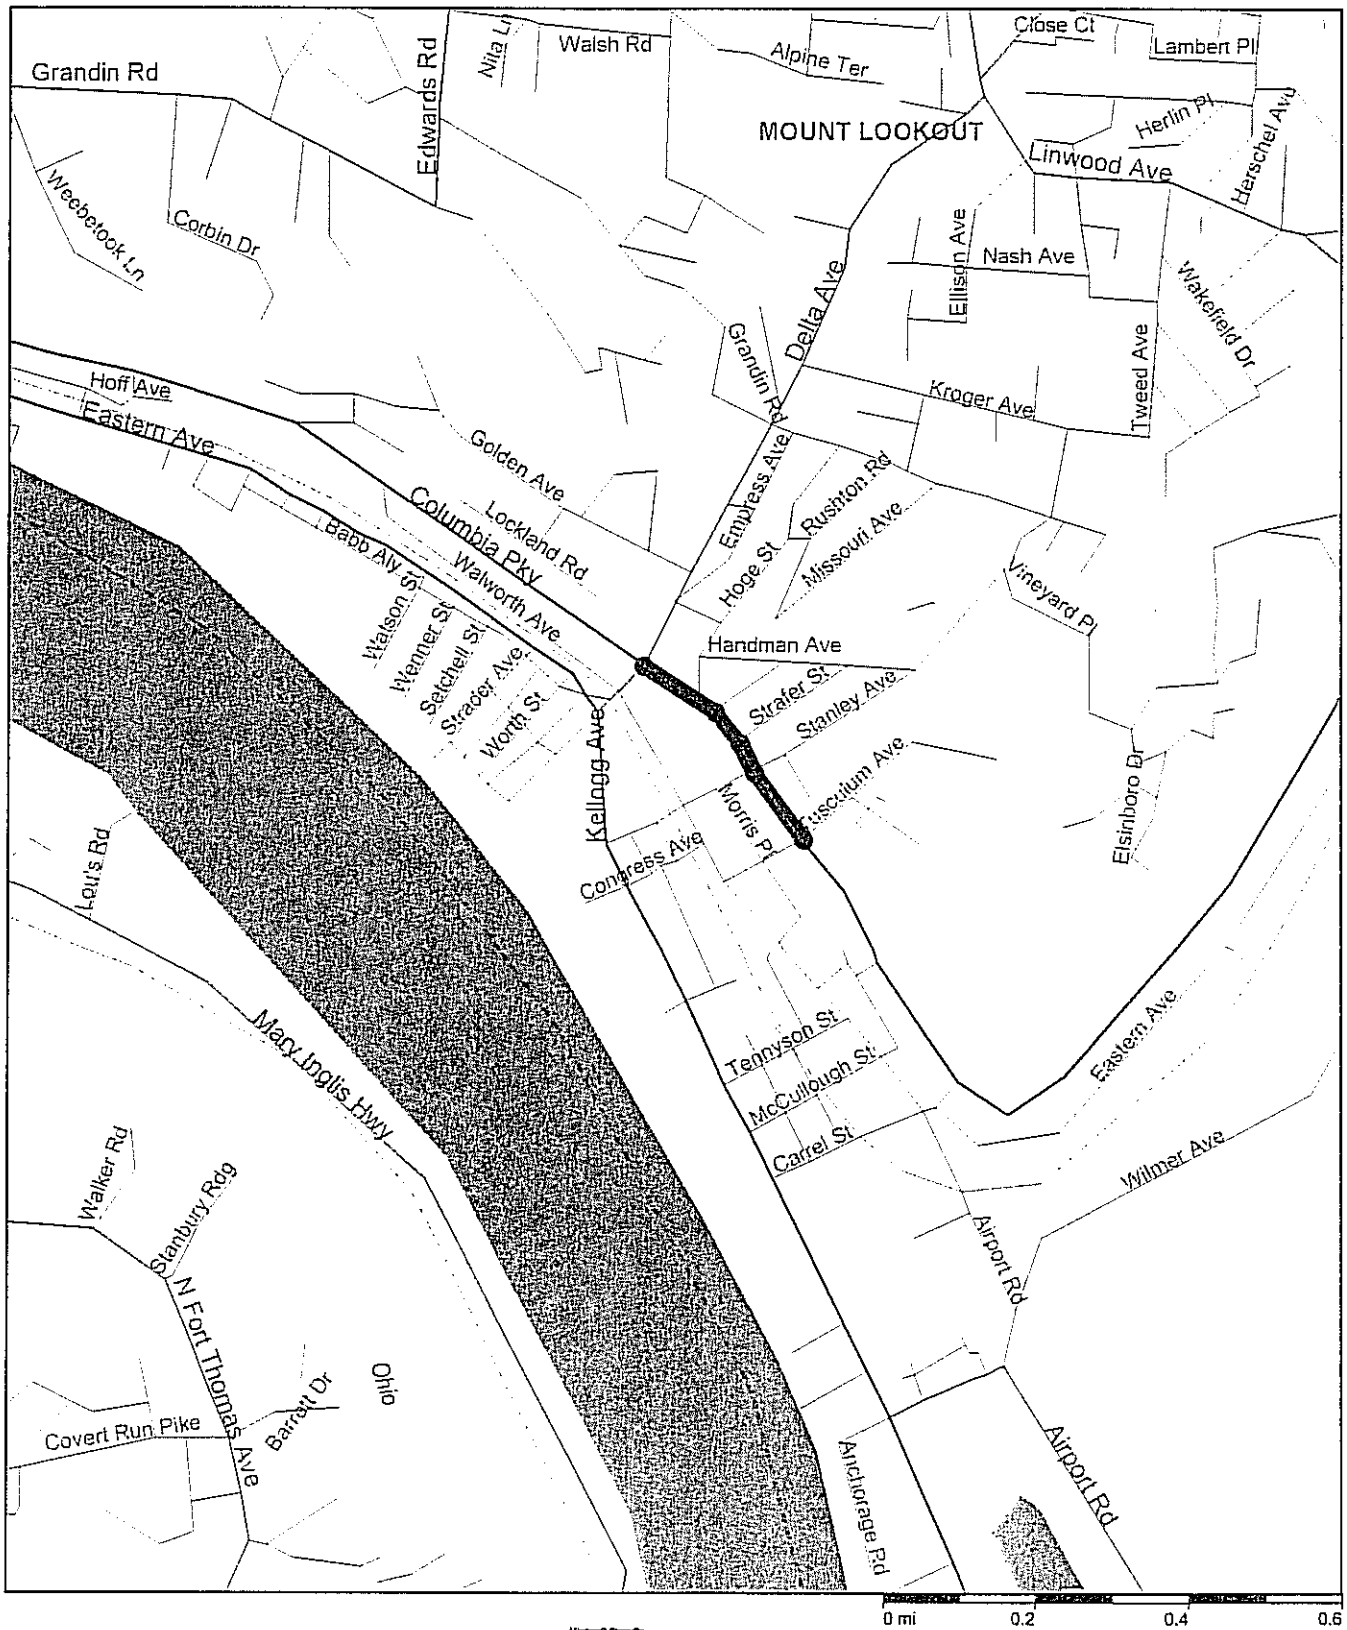 Close Ct
Walsh Rd
Nita Ln
Edwards Rd
Alpine Ter
Lambert Pl
Grandin Rd
MOUNT LOOKOUT
Herlin Pl
Herschel Ave
Linwood Ave
Weebetook Ln
Corbin Dr
Ellison Ave
Nash Ave
Wakefield Dr
Delta Ave
Grandin Rd
Tweed Ave
Hoff Ave
Kroger Ave
Eastern Ave
Golden Ave
Empress Ave
Rushton Rd
Columbia Pky
Lockland Rd
Missouri Ave
Babb Aly
Walworth Ave
Hoge St
Vineyard Pl
Watson St
Wenner St
Setchell St
Strader Ave
Worth St
Handman Ave
Strafer St
Stanley Ave
Kellogg Ave
Tusculum Ave
Morris Pl
Elsinboro Dr
Congress Ave
Lou's Rd
Mary Inglis Hwy
Tennyson St
Eastern Ave
McCullough St
Carrel St
Wilmer Ave
Walker Rd
Stanbury Rdg
Airport Rd
N Fort Thomas Ave
Ohio
Barrett Dr
Covert Run Pike
Anchorage Rd
Airport Rd
0 mi 0.2 0.4 0.6